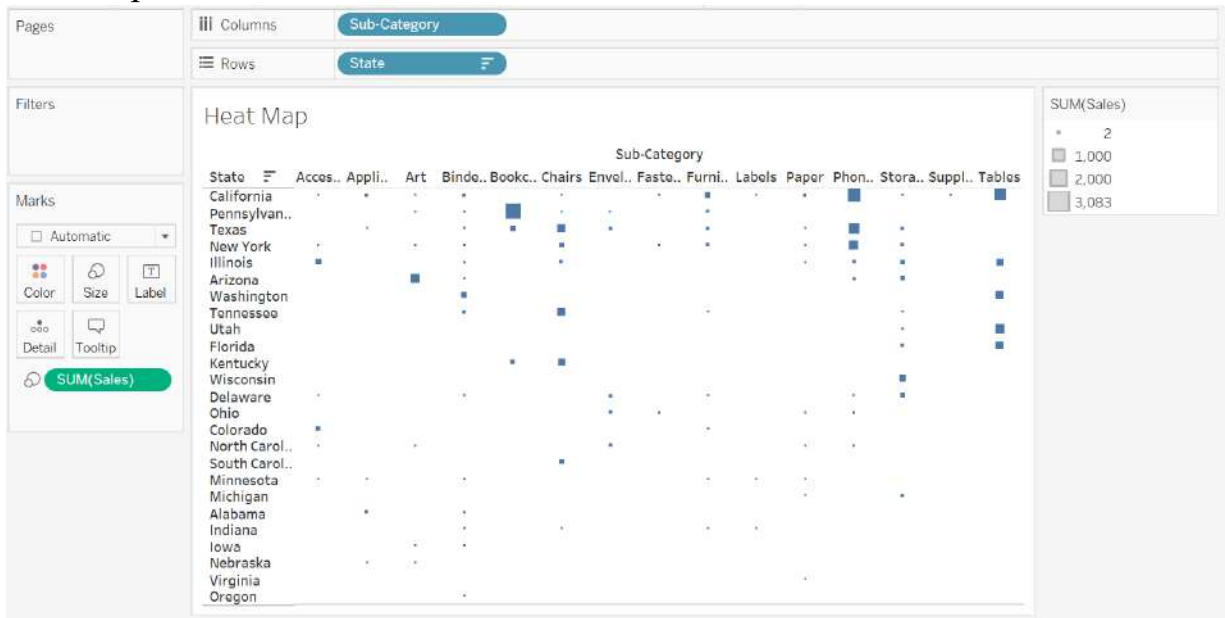 Pages
Columns
Sub-Category
Rows
State
Filters
Heat Map
SUM(Sales)
2
1,000
2,000
3,083
Sub-Category
State Acces.. Appli.. Art Binde.. Bookc.. Chairs Envel.. Faste.. Furni.. Labels Paper Phon.. Stora.. Suppl.. Tables
California
Pennsylvan..
Texas
New York
Illinois
Arizona
Washington
Tennessee
Utah
Florida
Kentucky
Wisconsin
Delaware
Ohio
Colorado
North Carol..
South Carol..
Minnesota
Michigan
Alabama
Indiana
Iowa
Nebraska
Virginia
Oregon
Marks
Automatic
Color Size Label
Detail Tooltip
SUM(Sales)